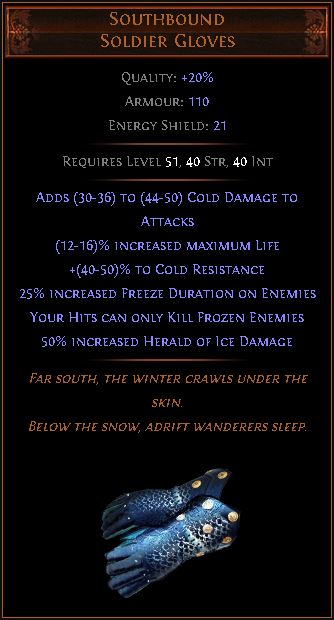 Southbound
Soldier Gloves
Quality: +20%
Armour: 110
Energy Shield: 21
Requires Level 51, 40 Str, 40 Int
Adds (30-36) to (44-50) Cold Damage to
Attacks
(12-16)% increased maximum Life
+(40-50)% to Cold Resistance
25% increased Freeze Duration on Enemies
Your Hits can only Kill Frozen Enemies
50% increased Herald of Ice Damage
Far south, the winter crawls under the
skin.
Below the snow, adrift wanderers sleep.